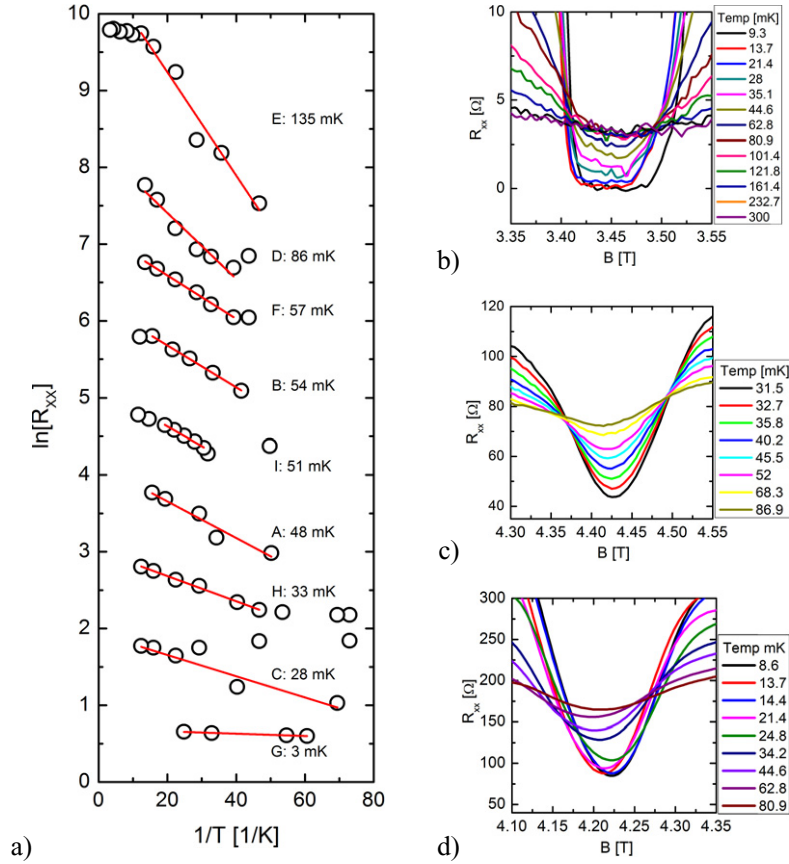 a)
ln[R_XX]
10
9
8
7
6
5
4
3
2
1
0
0 20 40 60 80
1/T [1/K]
E: 135 mK
D: 86 mK
F: 57 mK
B: 54 mK
I: 51 mK
A: 48 mK
H: 33 mK
C: 28 mK
G: 3 mK
b)
R_xx [Ω]
10
5
0
3.35 3.40 3.45 3.50 3.55
B [T]
Temp [mK]
9.3
13.7
21.4
28
35.1
44.6
62.8
80.9
101.4
121.8
161.4
232.7
300
c)
R_xx [Ω]
120
100
80
60
40
4.30 4.35 4.40 4.45 4.50 4.55
B [T]
Temp [mK]
31.5
32.7
35.8
40.2
45.5
52
68.3
86.9
d)
R_xx [Ω]
300
250
200
150
100
50
4.10 4.15 4.20 4.25 4.30 4.35
B [T]
Temp mK
8.6
13.7
14.4
21.4
24.8
34.2
44.6
62.8
80.9